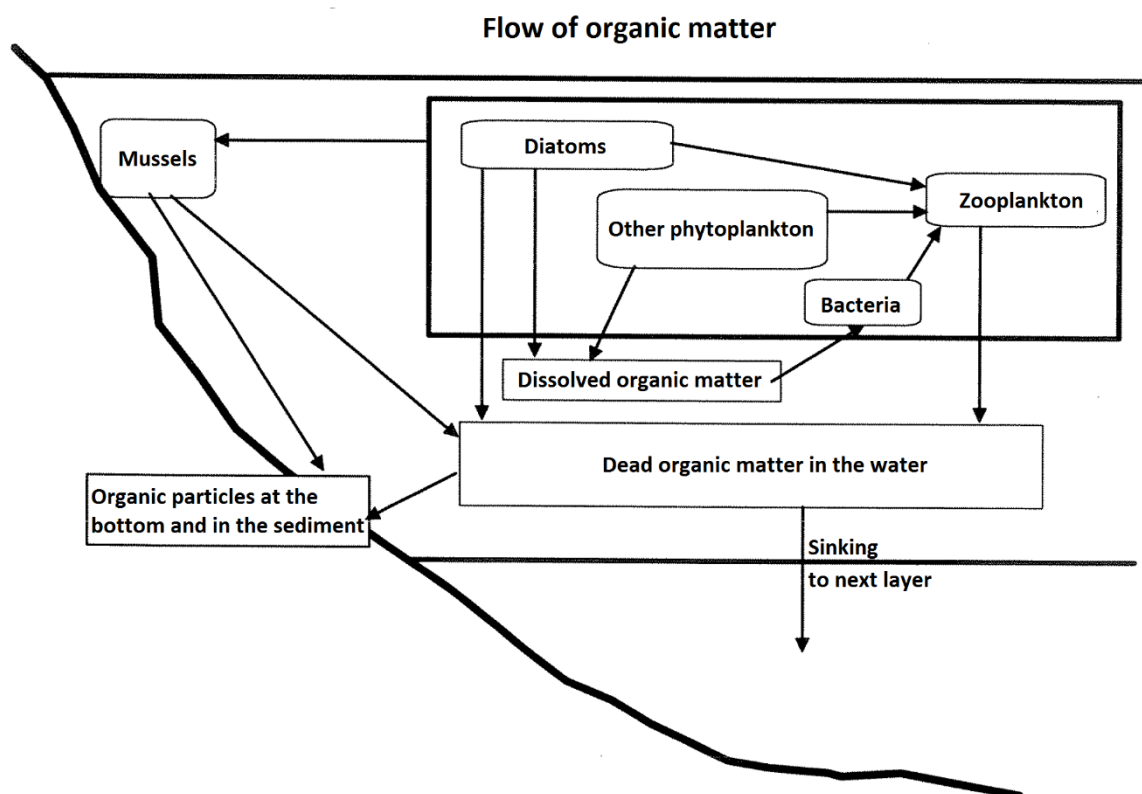 Flow of organic matter
Mussels
Diatoms
Zooplankton
Other phytoplankton
Bacteria
Dissolved organic matter
Dead organic matter in the water
Organic particles at the
bottom and in the sediment
Sinking
to next layer